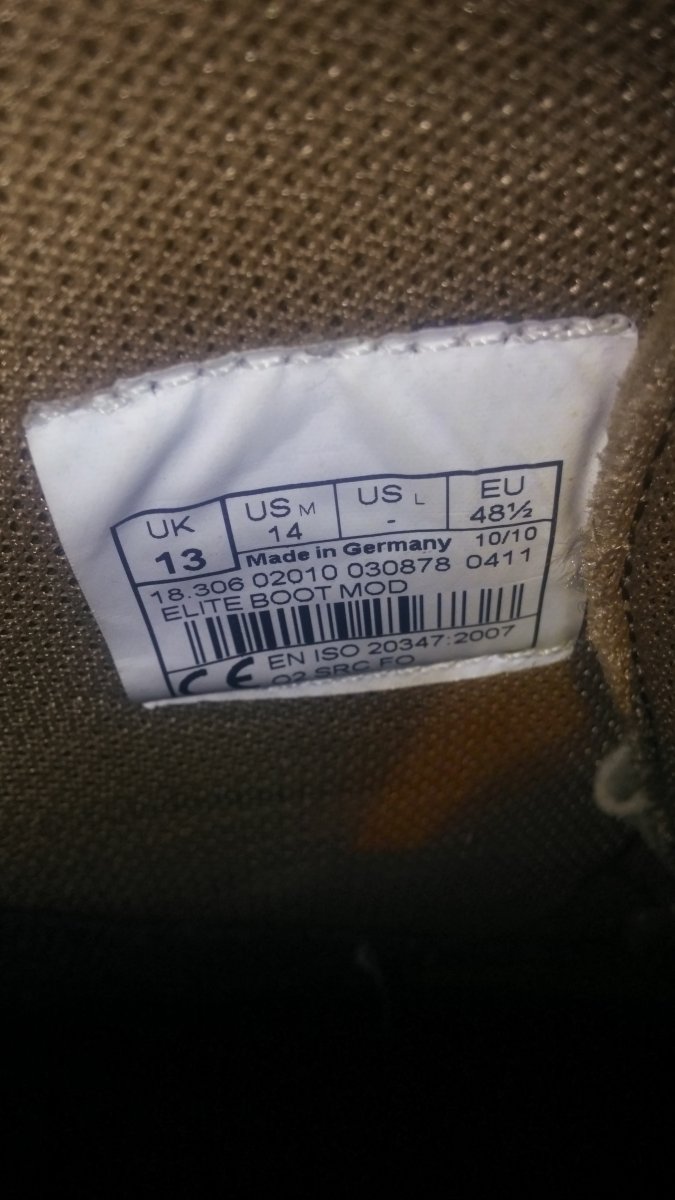 UK US M US L EU
13 14 - 48½
Made in Germany 10/10
18.306 02010 030878 0411
ELITE BOOT MOD
CE EN ISO 20347:2007
O2 SRC FO